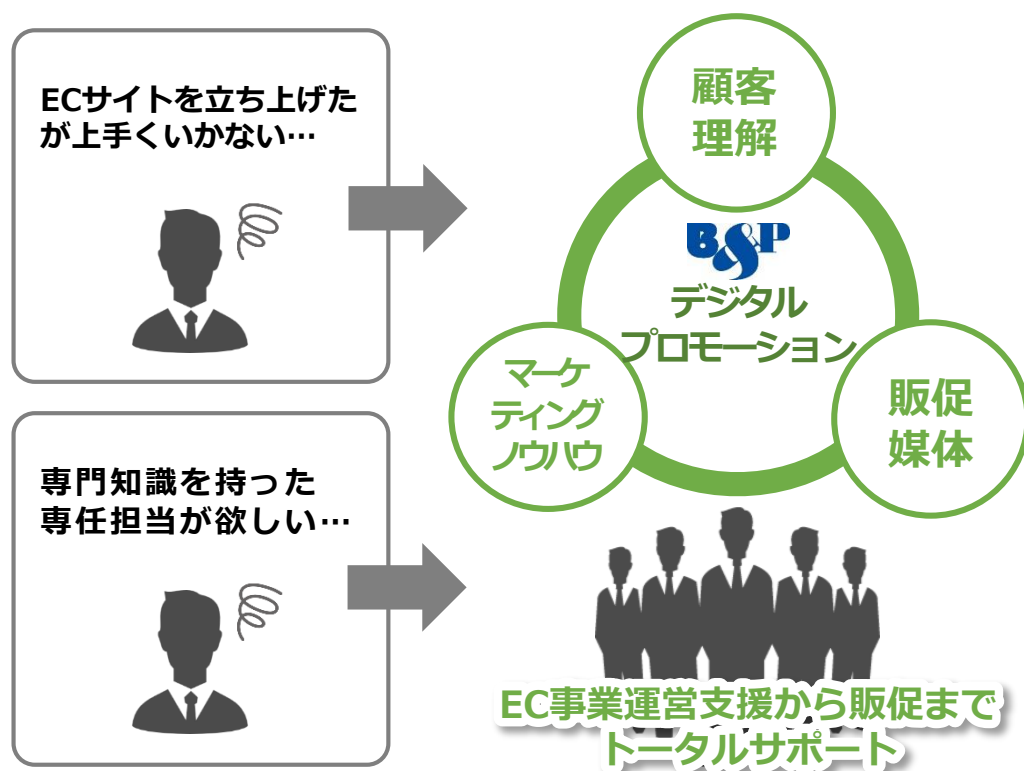 ECサイトを立ち上げた
が上手くいかない…
専門知識を持った
専任担当が欲しい…
顧客
理解
B&P
デジタル
プロモーション
マーケ
ティング
ノウハウ
販促
媒体
EC事業運営支援から販促まで
トータルサポート